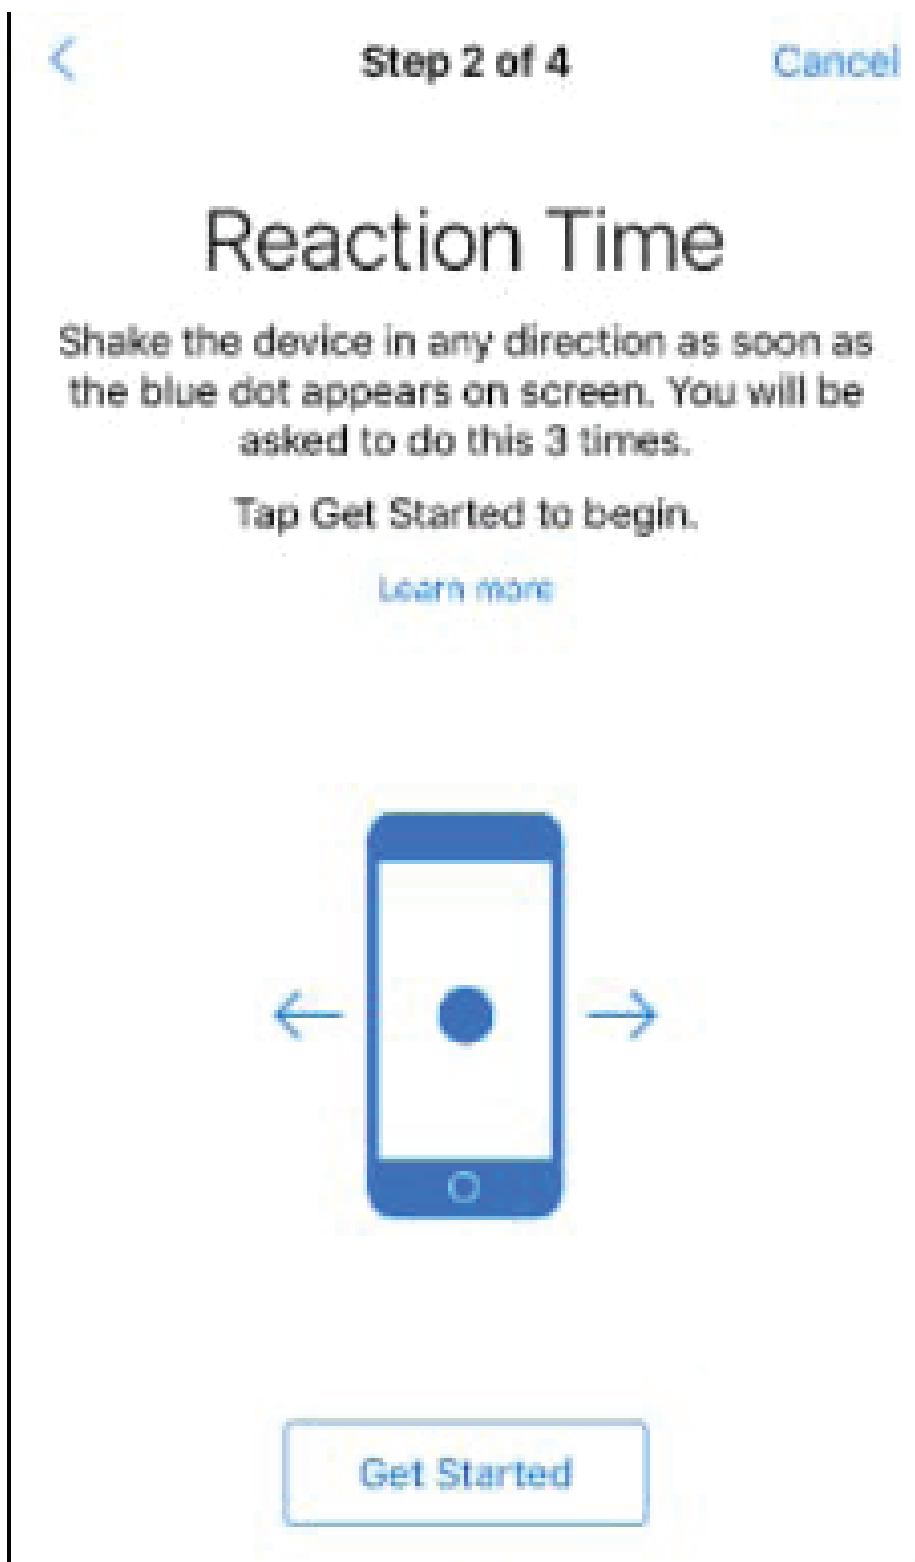 Step 2 of 4
Cancel
Reaction Time
Shake the device in any direction as soon as
the blue dot appears on screen. You will be
asked to do this 3 times.
Tap Get Started to begin.
Learn more
Get Started